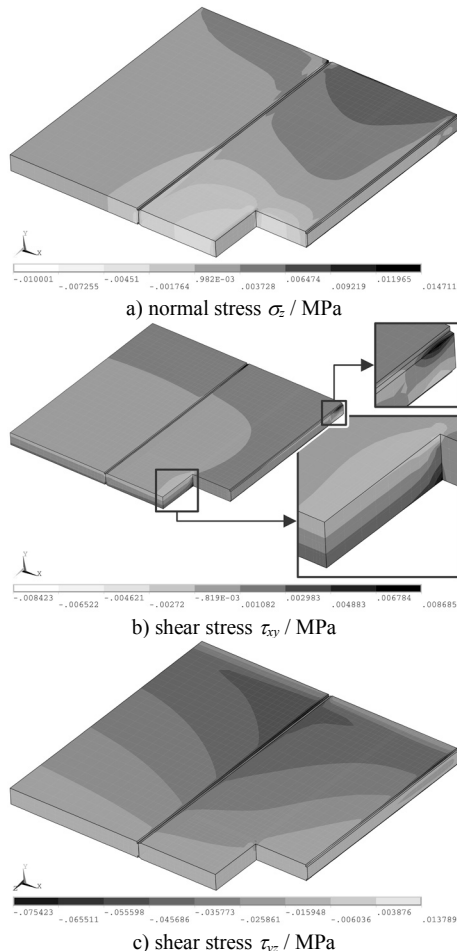 Y
X
-.010001 -.00451 .982E-03 .006474 .011965
-.007255 -.001764 .003728 .009219 .014711
a) normal stress σz / MPa
Y
X
-.008423 -.004621 -.819E-03 .002983 .006784
-.006522 -.00272 .001082 .004883 .008685
b) shear stress τxy / MPa
Y
Z X
-.075423 -.055598 -.035773 -.015948 .003876
-.065511 -.045686 -.025861 -.006036 .013789
c) shear stress τyz / MPa